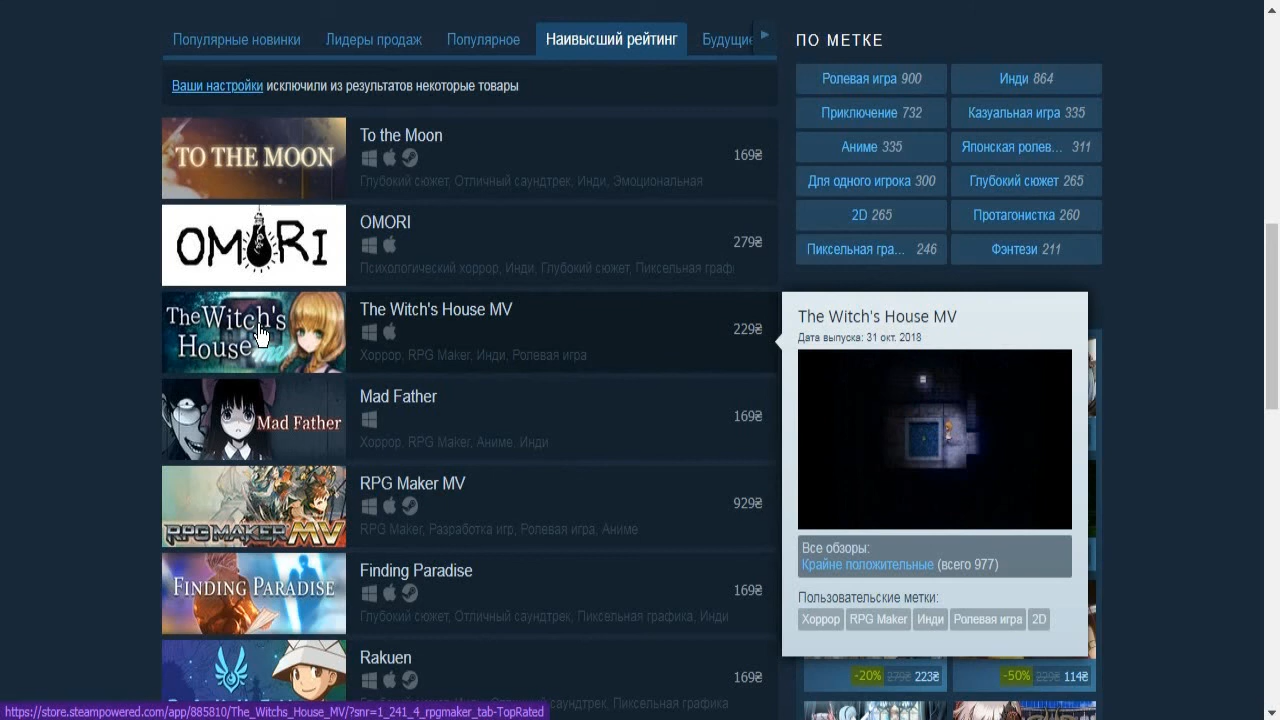 Популярные новинки Лидеры продаж Популярное Наивысший рейтинг Будущие
Ваши настройки исключили из результатов некоторые товары
TO THE MOON
To the Moon
169₴
Глубокий сюжет, Отличный саундтрек, Инди, Эмоциональная
OMORI
OMORI
279₴
Психологический хоррор, Инди, Глубокий сюжет, Пиксельная графи
The Witch's
House
The Witch's House MV
229₴
Хоррор, RPG Maker, Инди, Ролевая игра
Mad Father
Mad Father
169₴
Хоррор, RPG Maker, Аниме, Инди
RPG MAKER MV
RPG Maker MV
929₴
RPG Maker, Разработка игр, Ролевая игра, Аниме
FINDING PARADISE
Finding Paradise
169₴
Глубокий сюжет, Отличный саундтрек, Пиксельная графика, Инди
Rakuen
169₴
саундтрек, Пиксельная графика
ПО МЕТКЕ
Ролевая игра 900 Инди 864
Приключение 732 Казуальная игра 335
Аниме 335 Японская ролев... 311
Для одного игрока 300 Глубокий сюжет 265
2D 265 Протагонистка 260
Пиксельная гра... 246 Фэнтези 211
The Witch's House MV
Дата выпуска: 31 окт. 2018
Все обзоры:
Крайне положительные (всего 977)
Пользовательские метки:
Хоррор RPG Maker Инди Ролевая игра 2D
-20% 279₴ 223₴ -50% 229₴ 114₴
https://store.steampowered.com/app/885810/The_Witchs_House_MV/?snr=1_241_4_rpgmaker_tab-TopRated